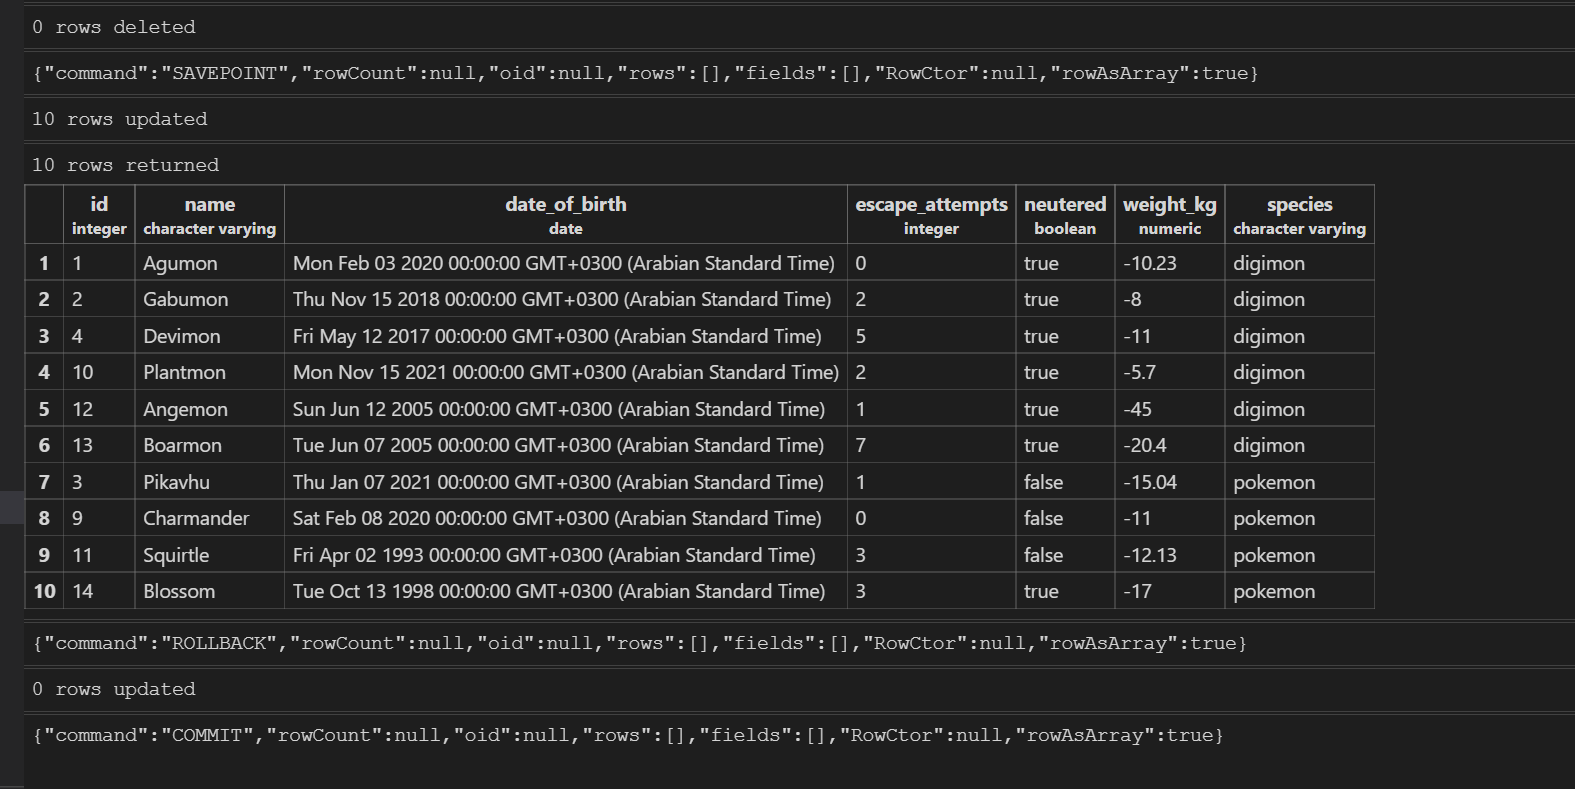 0 rows deleted
{"command":"SAVEPOINT","rowCount":null,"oid":null,"rows":[],"fields":[],"RowCtor":null,"rowAsArray":true}
10 rows updated
10 rows returned
id name date_of_birth escape_attempts neutered weight_kg species
integer character varying date integer boolean numeric character varying
1 1 Agumon Mon Feb 03 2020 00:00:00 GMT+0300 (Arabian Standard Time) 0 true -10.23 digimon
2 2 Gabumon Thu Nov 15 2018 00:00:00 GMT+0300 (Arabian Standard Time) 2 true -8 digimon
3 4 Devimon Fri May 12 2017 00:00:00 GMT+0300 (Arabian Standard Time) 5 true -11 digimon
4 10 Plantmon Mon Nov 15 2021 00:00:00 GMT+0300 (Arabian Standard Time) 2 true -5.7 digimon
5 12 Angemon Sun Jun 12 2005 00:00:00 GMT+0300 (Arabian Standard Time) 1 true -45 digimon
6 13 Boarmon Tue Jun 07 2005 00:00:00 GMT+0300 (Arabian Standard Time) 7 true -20.4 digimon
7 3 Pikavhu Thu Jan 07 2021 00:00:00 GMT+0300 (Arabian Standard Time) 1 false -15.04 pokemon
8 9 Charmander Sat Feb 08 2020 00:00:00 GMT+0300 (Arabian Standard Time) 0 false -11 pokemon
9 11 Squirtle Fri Apr 02 1993 00:00:00 GMT+0300 (Arabian Standard Time) 3 false -12.13 pokemon
10 14 Blossom Tue Oct 13 1998 00:00:00 GMT+0300 (Arabian Standard Time) 3 true -17 pokemon
{"command":"ROLLBACK","rowCount":null,"oid":null,"rows":[],"fields":[],"RowCtor":null,"rowAsArray":true}
0 rows updated
{"command":"COMMIT","rowCount":null,"oid":null,"rows":[],"fields":[],"RowCtor":null,"rowAsArray":true}